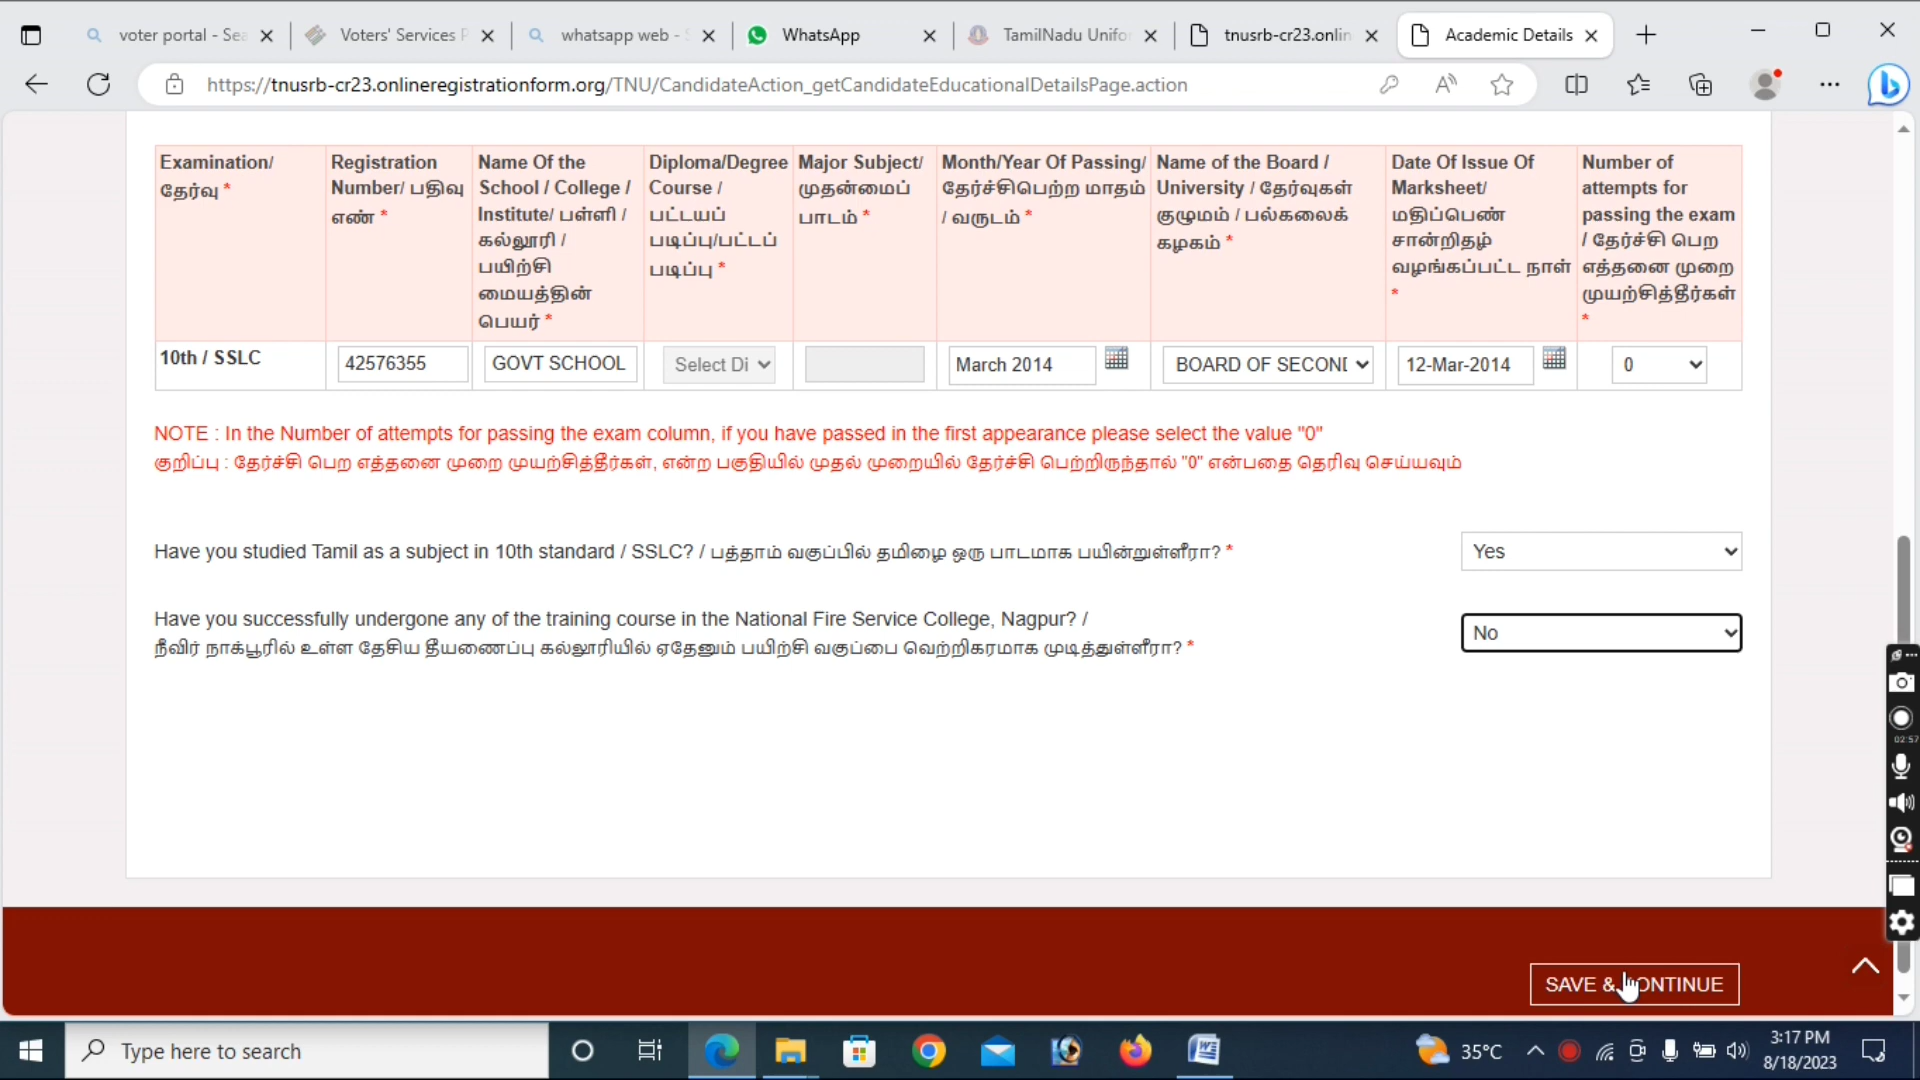 voter portal - Sea
Voters' Services P
whatsapp web - S
WhatsApp
TamilNadu Unifor
tnusrb-cr23.onlin
Academic Details
https://tnusrb-cr23.onlineregistrationform.org/TNU/CandidateAction_getCandidateEducationalDetailsPage.action
Examination/
தேர்வு *
Registration
Number/ பதிவு
எண் *
Name Of the
School / College /
Institute/ பள்ளி /
கல்லூரி /
பயிற்சி
மையத்தின்
பெயர் *
Diploma/Degree
Course /
பட்டயப்
படிப்பு/பட்டப்
படிப்பு *
Major Subject/
முதன்மைப்
பாடம் *
Month/Year Of Passing/
தேர்ச்சிபெற்ற மாதம்
/ வருடம் *
Name of the Board /
University / தேர்வுகள்
குழுமம் / பல்கலைக்
கழகம் *
Date Of Issue Of
Marksheet/
மதிப்பெண்
சான்றிதழ்
வழங்கப்பட்ட நாள்
*
Number of
attempts for
passing the exam
/ தேர்ச்சி பெற
எத்தனை முறை
முயற்சித்தீர்கள்
*
10th / SSLC
42576355
GOVT SCHOOL
Select Di
March 2014
BOARD OF SECOND
12-Mar-2014
0
NOTE : In the Number of attempts for passing the exam column, if you have passed in the first appearance please select the value "0"
குறிப்பு : தேர்ச்சி பெற எத்தனை முறை முயற்சித்தீர்கள், என்ற பகுதியில் முதல் முறையில் தேர்ச்சி பெற்றிருந்தால் "0" என்பதை தெரிவு செய்யவும்
Have you studied Tamil as a subject in 10th standard / SSLC? / பத்தாம் வகுப்பில் தமிழை ஒரு பாடமாக பயின்றுள்ளீரா? *
Yes
Have you successfully undergone any of the training course in the National Fire Service College, Nagpur? /
நீவிர் நாக்பூரில் உள்ள தேசிய தீயணைப்பு கல்லூரியில் ஏதேனும் பயிற்சி வகுப்பை வெற்றிகரமாக முடித்துள்ளீரா? *
No
02:57
SAVE & CONTINUE
Type here to search
35°C
3:17 PM
8/18/2023